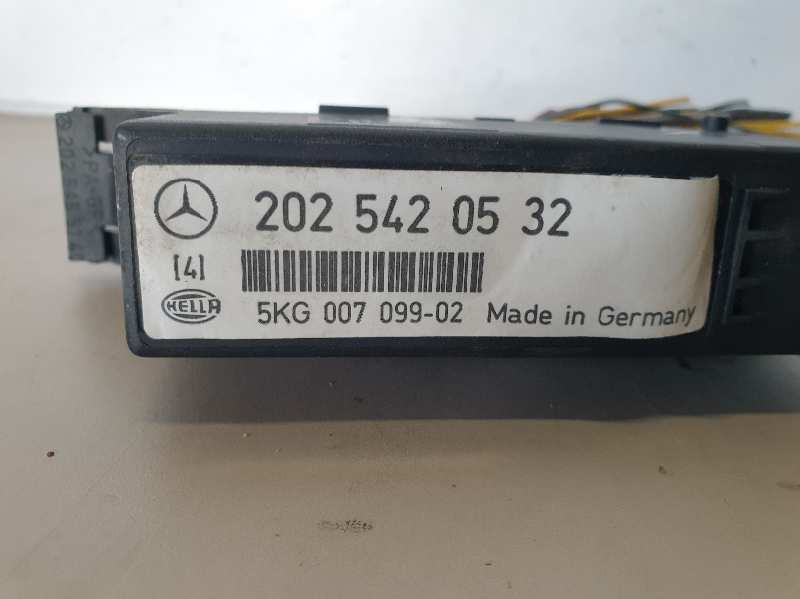 202 542 05 32
[4]
HELLA
5KG 007 099-02 Made in Germany